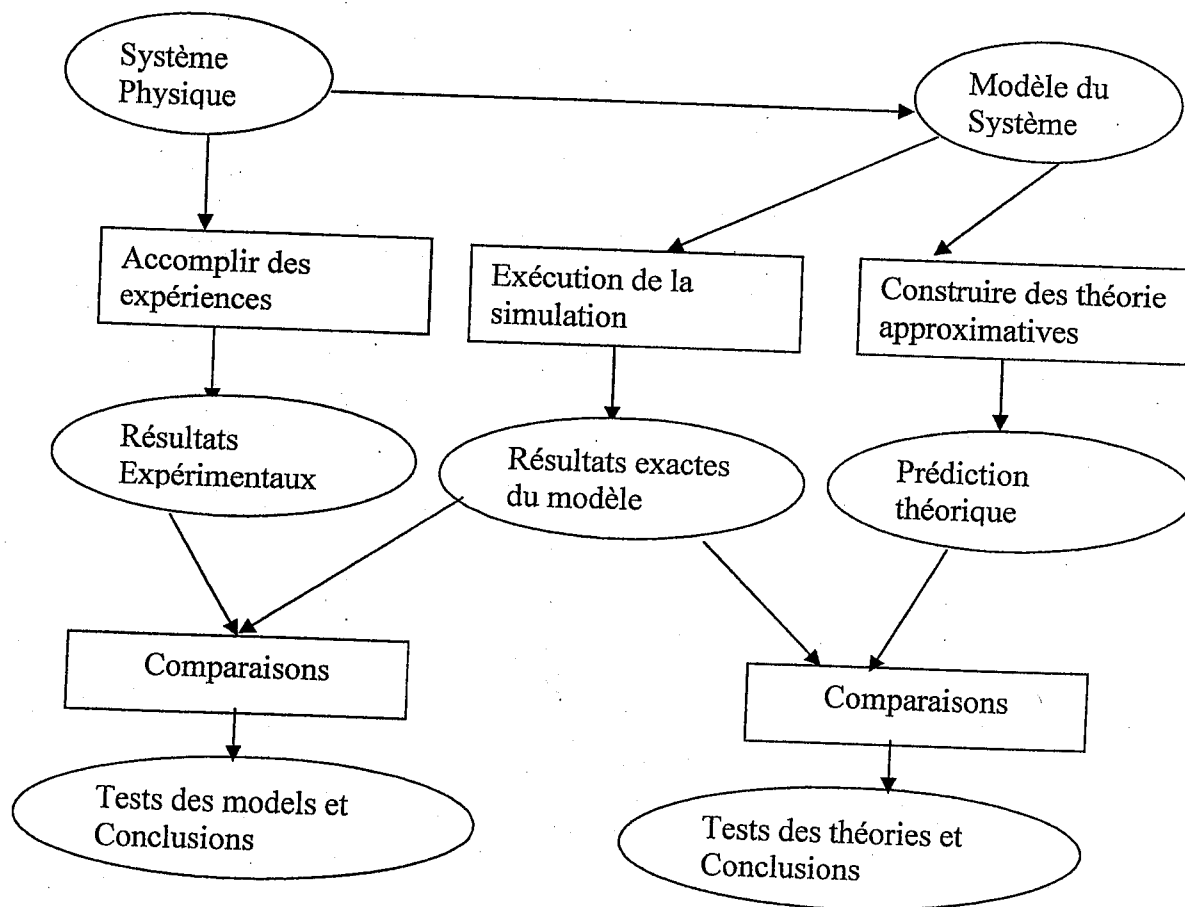 Système
Physique
Modèle du
Système
Accomplir des
expériences
Exécution de la
simulation
Construire des théorie
approximatives
Résultats
Expérimentaux
Résultats exactes
du modèle
Prédiction
théorique
Comparaisons
Comparaisons
Tests des models et
Conclusions
Tests des théories et
Conclusions